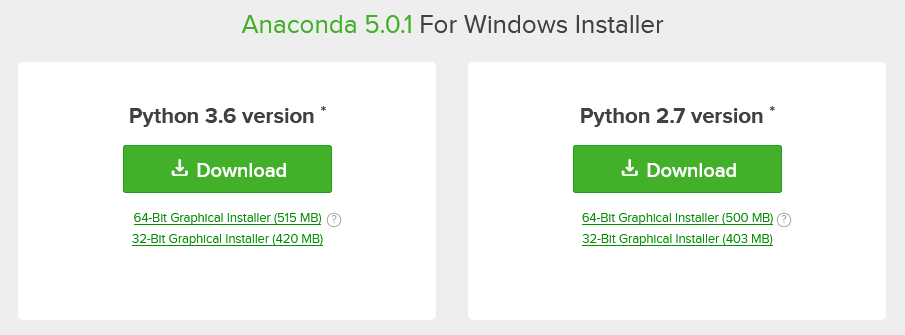 Anaconda 5.0.1 For Windows Installer
Python 3.6 version *
Download
64-Bit Graphical Installer (515 MB) ?
32-Bit Graphical Installer (420 MB)
Python 2.7 version *
Download
64-Bit Graphical Installer (500 MB) ?
32-Bit Graphical Installer (403 MB)